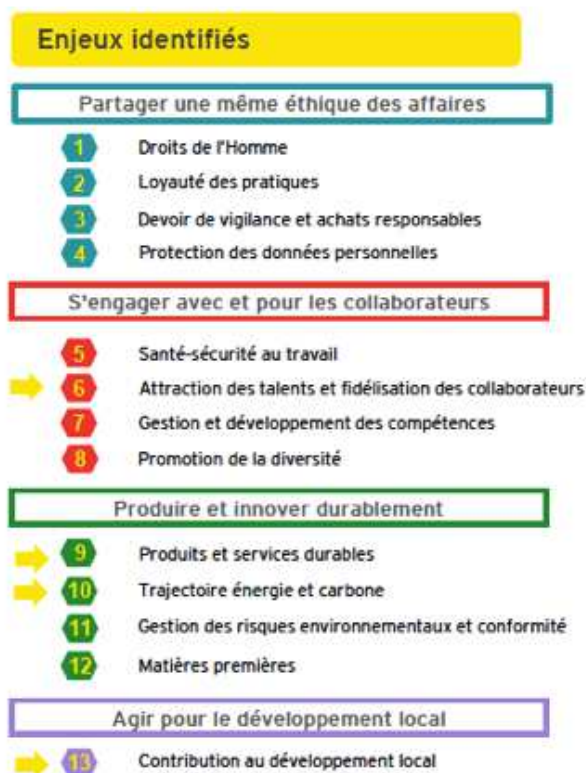 Enjeux identifiés
Partager une même éthique des affaires
1 Droits de l'Homme
2 Loyauté des pratiques
3 Devoir de vigilance et achats responsables
4 Protection des données personnelles
S'engager avec et pour les collaborateurs
5 Santé-sécurité au travail
6 Attraction des talents et fidélisation des collaborateurs
7 Gestion et développement des compétences
8 Promotion de la diversité
Produire et innover durablement
9 Produits et services durables
10 Trajectoire énergie et carbone
11 Gestion des risques environnementaux et conformité
12 Matières premières
Agir pour le développement local
13 Contribution au développement local